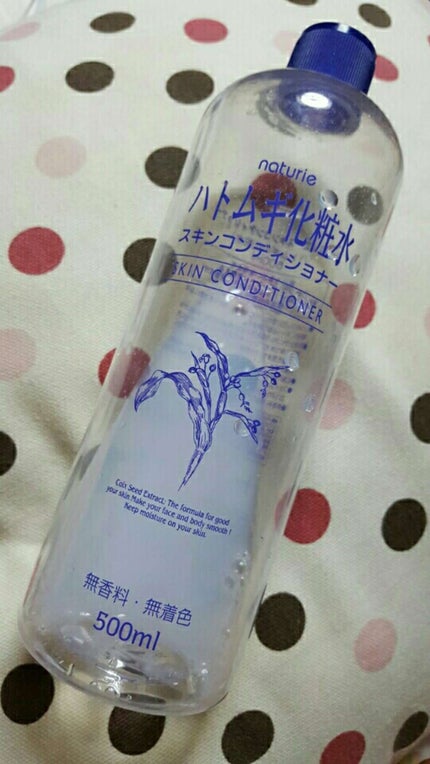 naturie
ハトムギ化粧水
スキンコンディショナー
SKIN CONDITIONER
Coix Seed Extract: The formula for good
your skin Make your face and body smooth!
Keep moisture on your skin.
無香料・無着色
500ml